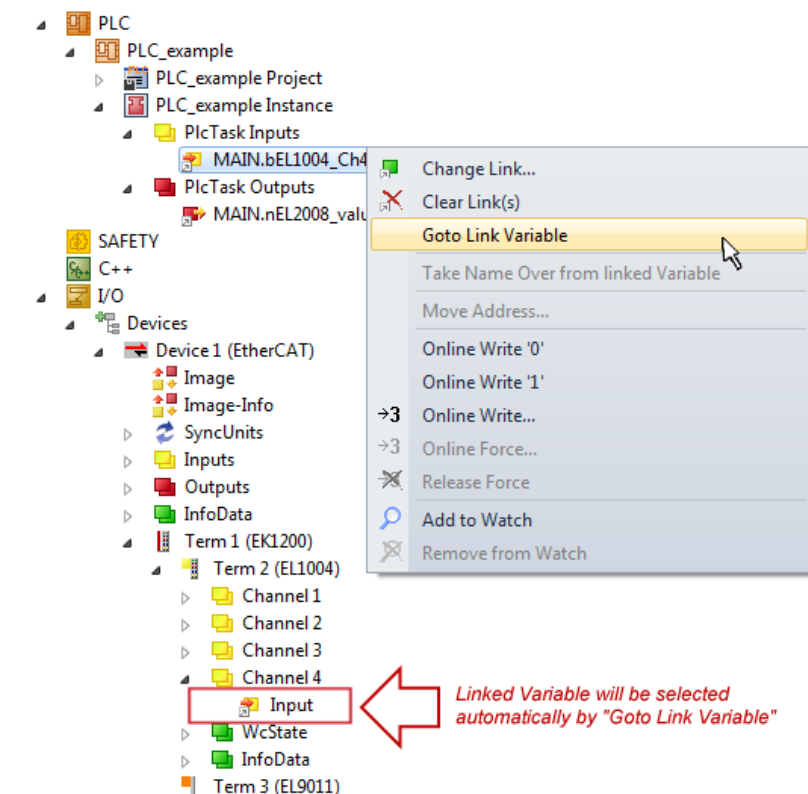 PLC
PLC_example
PLC_example Project
PLC_example Instance
PlcTask Inputs
MAIN.bEL1004_Ch4
PlcTask Outputs
MAIN.nEL2008_valu
SAFETY
C++
I/O
Devices
Device 1 (EtherCAT)
Image
Image-Info
SyncUnits
Inputs
Outputs
InfoData
Term 1 (EK1200)
Term 2 (EL1004)
Channel 1
Channel 2
Channel 3
Channel 4
Input
WcState
InfoData
Term 3 (EL9011)
Change Link...
Clear Link(s)
Goto Link Variable
Take Name Over from linked Variable
Move Address...
Online Write '0'
Online Write '1'
→3 Online Write...
→3 Online Force...
Release Force
Add to Watch
Remove from Watch
Linked Variable will be selected
automatically by "Goto Link Variable"